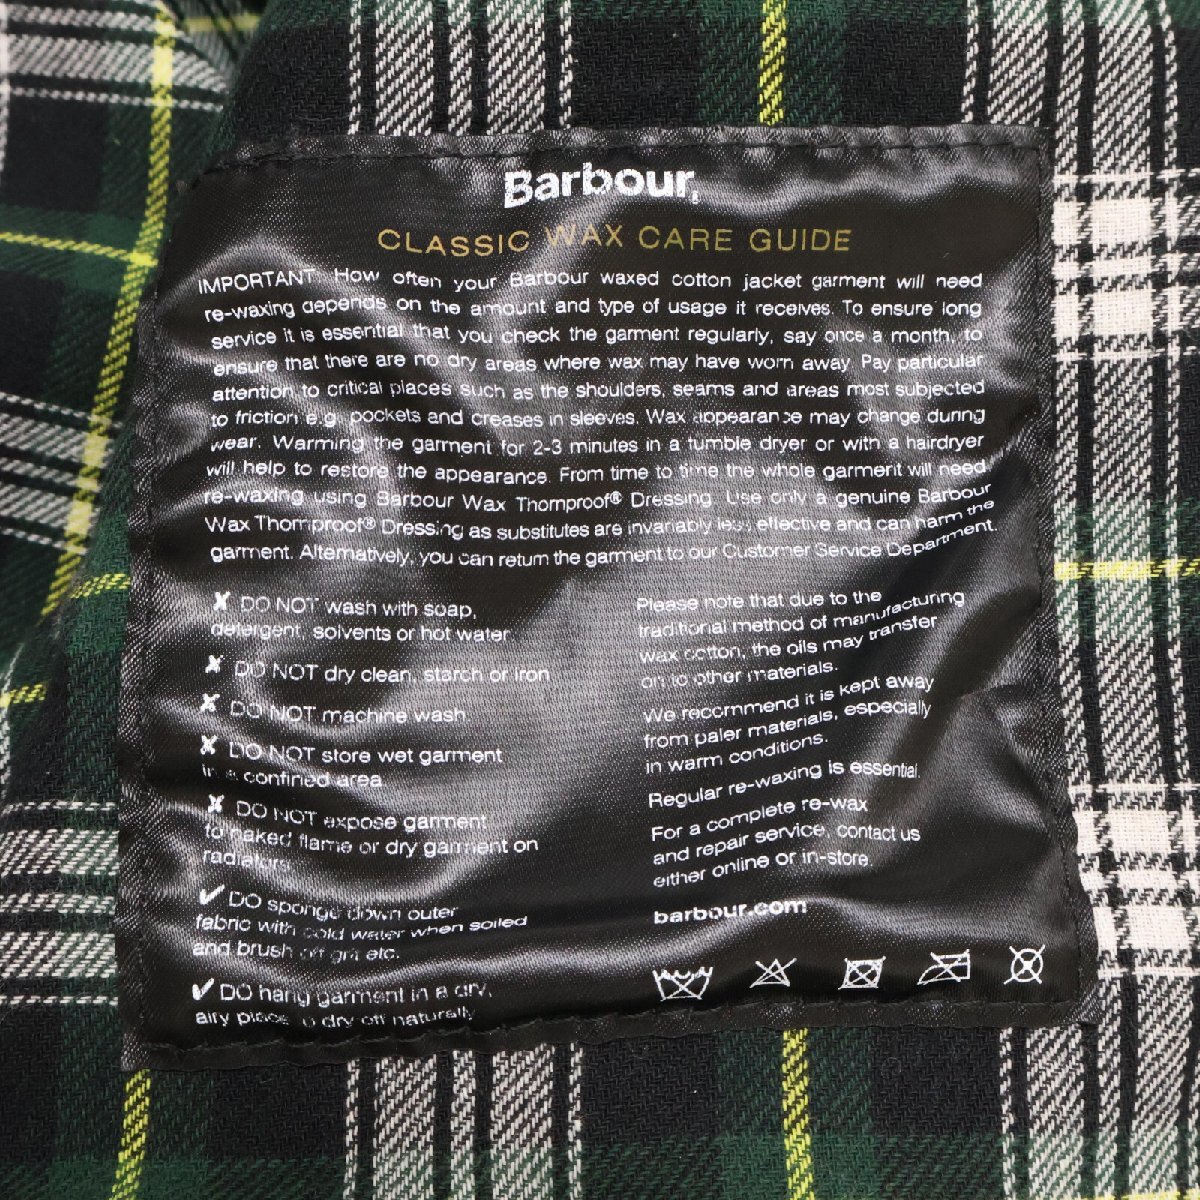 Barbour
CLASSIC WAX CARE GUIDE
IMPORTANT: How often your Barbour waxed cotton jacket garment will need
re-waxing depends on the amount and type of usage it receives. To ensure long
service it is essential that you check the garment regularly, say once a month, to
ensure that there are no dry areas where wax may have worn away. Pay particular
attention to critical places such as the shoulders, seams and areas most subjected
to friction e.g. pockets and creases in sleeves. Wax appearance may change during
wear. Warming the garment for 2-3 minutes in a tumble dryer or with a hairdryer
will help to restore the appearance. From time to time the whole garment will need
re-waxing using Barbour Wax Thornproof® Dressing. Use only a genuine Barbour
Wax Thornproof® Dressing as substitutes are invariably less effective and can harm the
garment. Alternatively, you can return the garment to our Customer Service Department.
✘ DO NOT wash with soap,
detergent, solvents or hot water
✘ DO NOT dry clean, starch or iron
✘ DO NOT machine wash
✘ DO NOT store wet garment
in a confined area
✘ DO NOT expose garment
to naked flame or dry garment on
radiators.
✔ DO sponge down outer
fabric with cold water when soiled
and brush off grit etc.
✔ DO hang garment in a dry,
airy place to dry off naturally
Please note that due to the
traditional method of manufacturing
wax cotton, the oils may transfer
on to other materials.
We recommend it is kept away
from paler materials, especially
in warm conditions.
Regular re-waxing is essential.
For a complete re-wax
and repair service, contact us
either online or in-store.
barbour.com